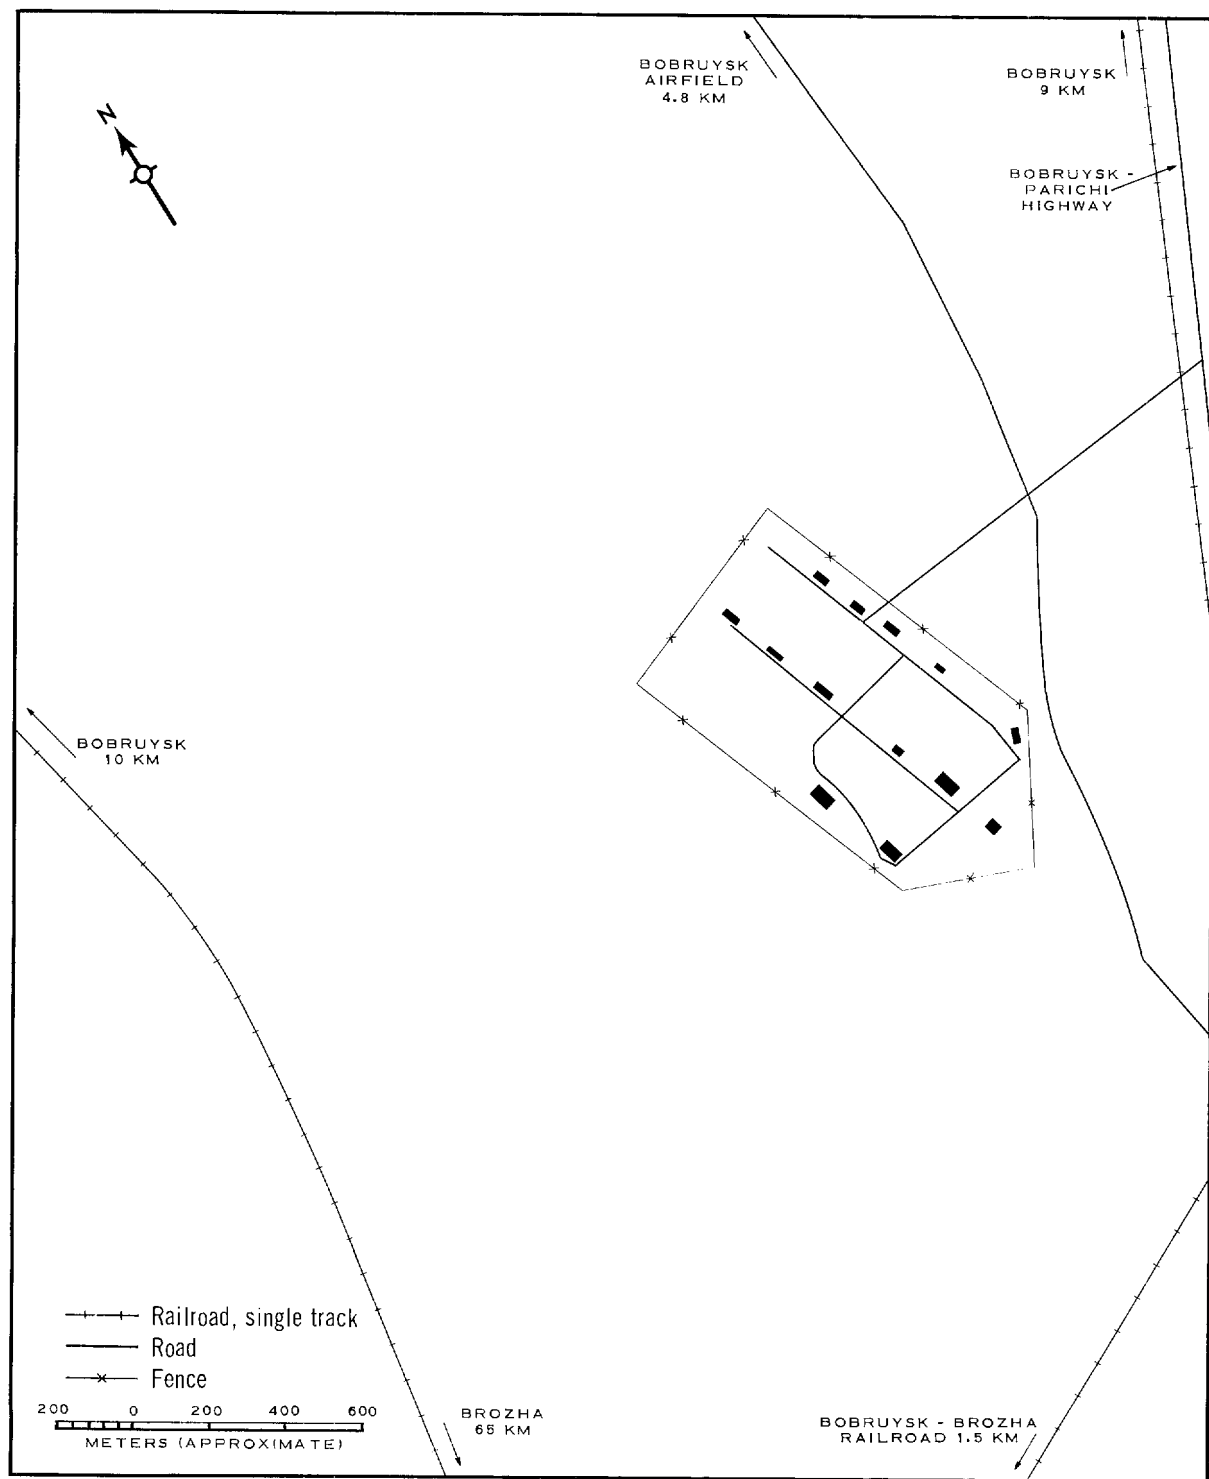 BOBRUYSK
AIRFIELD
4.8 KM
BOBRUYSK
9 KM
N
BOBRUYSK -
PARICHI
HIGHWAY
BOBRUYSK
10 KM
Railroad, single track
Road
Fence
200 0 200 400 600
METERS (APPROXIMATE)
BROZHA
65 KM
BOBRUYSK - BROZHA
RAILROAD 1.5 KM